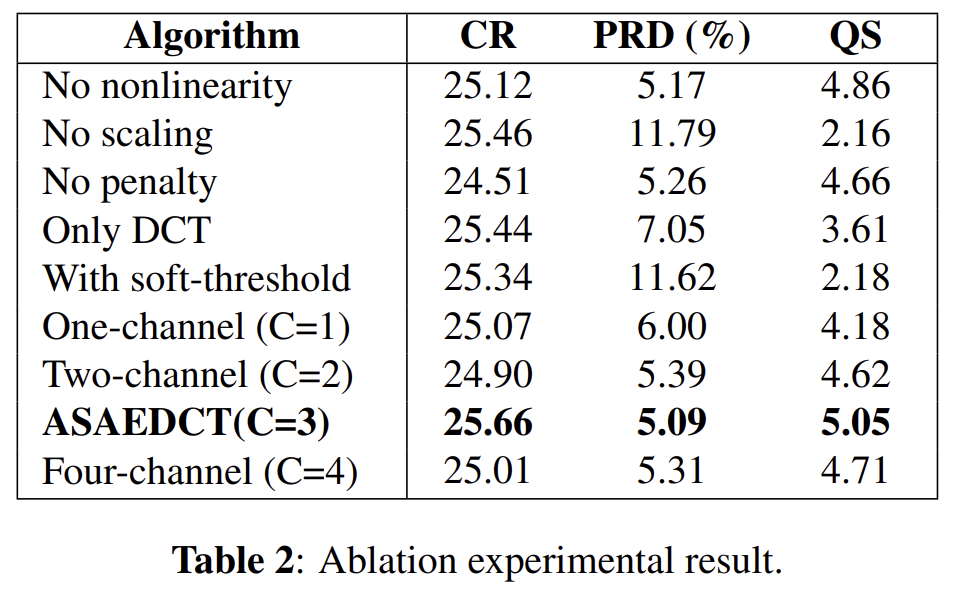 Algorithm CR PRD (%) QS
No nonlinearity 25.12 5.17 4.86
No scaling 25.46 11.79 2.16
No penalty 24.51 5.26 4.66
Only DCT 25.44 7.05 3.61
With soft-threshold 25.34 11.62 2.18
One-channel (C=1) 25.07 6.00 4.18
Two-channel (C=2) 24.90 5.39 4.62
ASAEDCT(C=3) 25.66 5.09 5.05
Four-channel (C=4) 25.01 5.31 4.71
Table 2: Ablation experimental result.